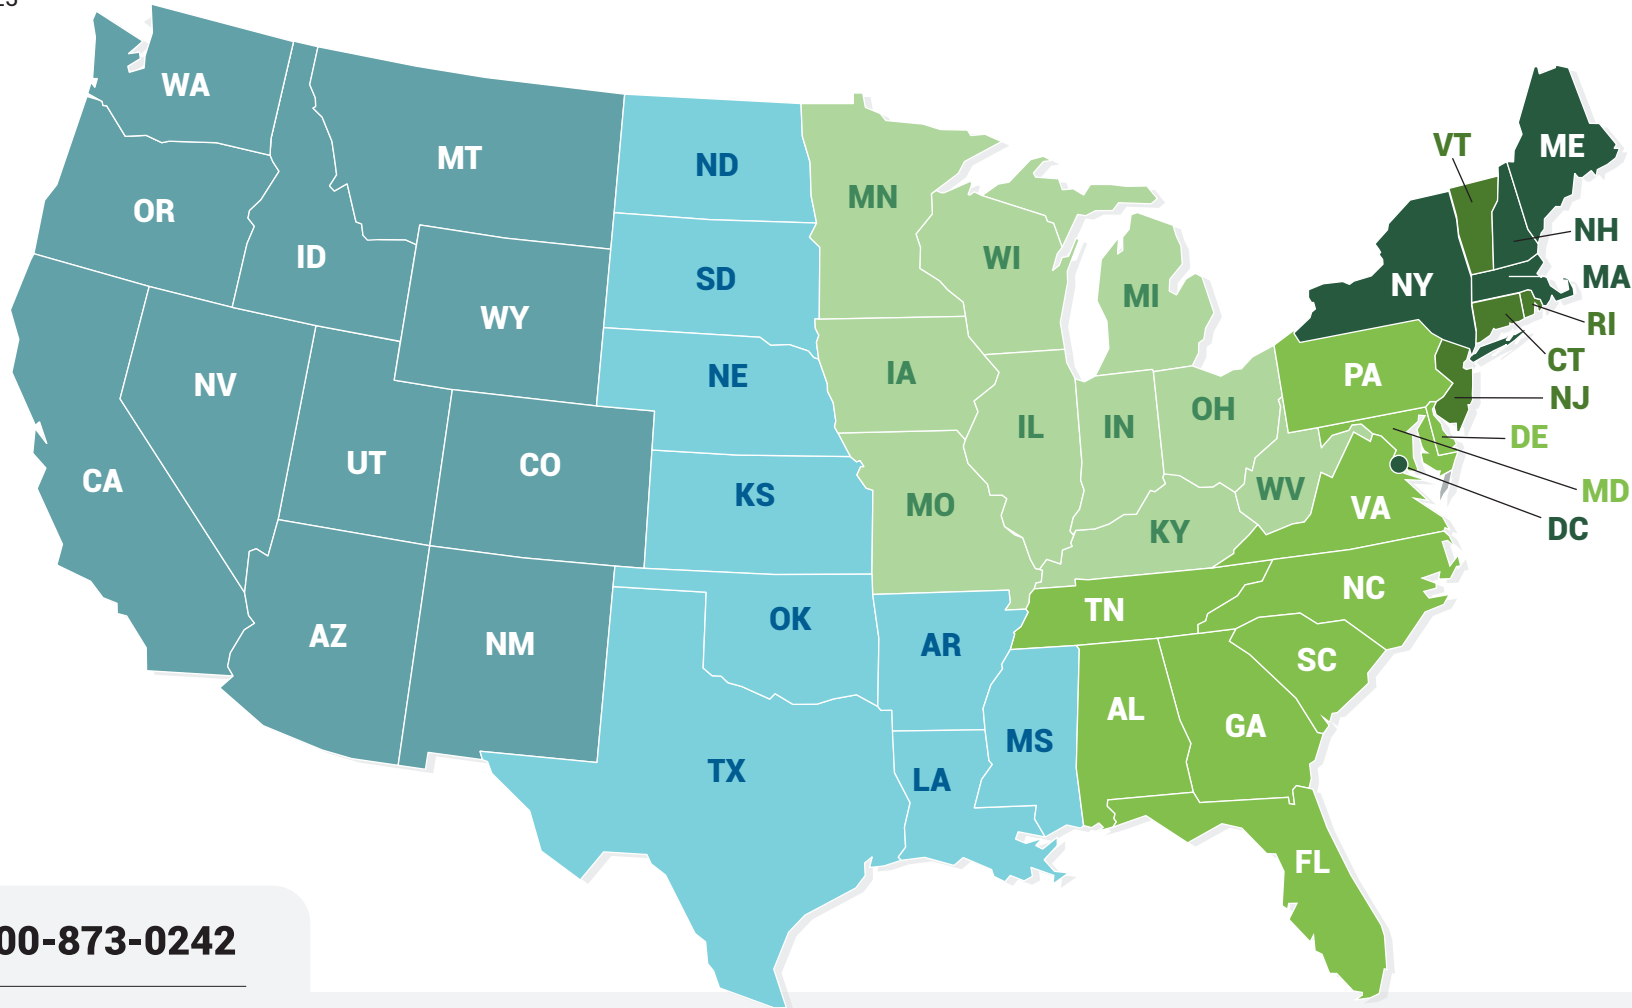 WA
MT
ND
MN
VT
ME
OR
ID
SD
WI
MI
NY
NH
MA
WY
RI
NV
NE
IA
PA
CT
NJ
CA
UT
CO
KS
MO
IL
IN
OH
DE
WV
MD
VA
DC
KY
AZ
NM
OK
AR
TN
NC
SC
TX
LA
MS
AL
GA
FL
00-873-0242